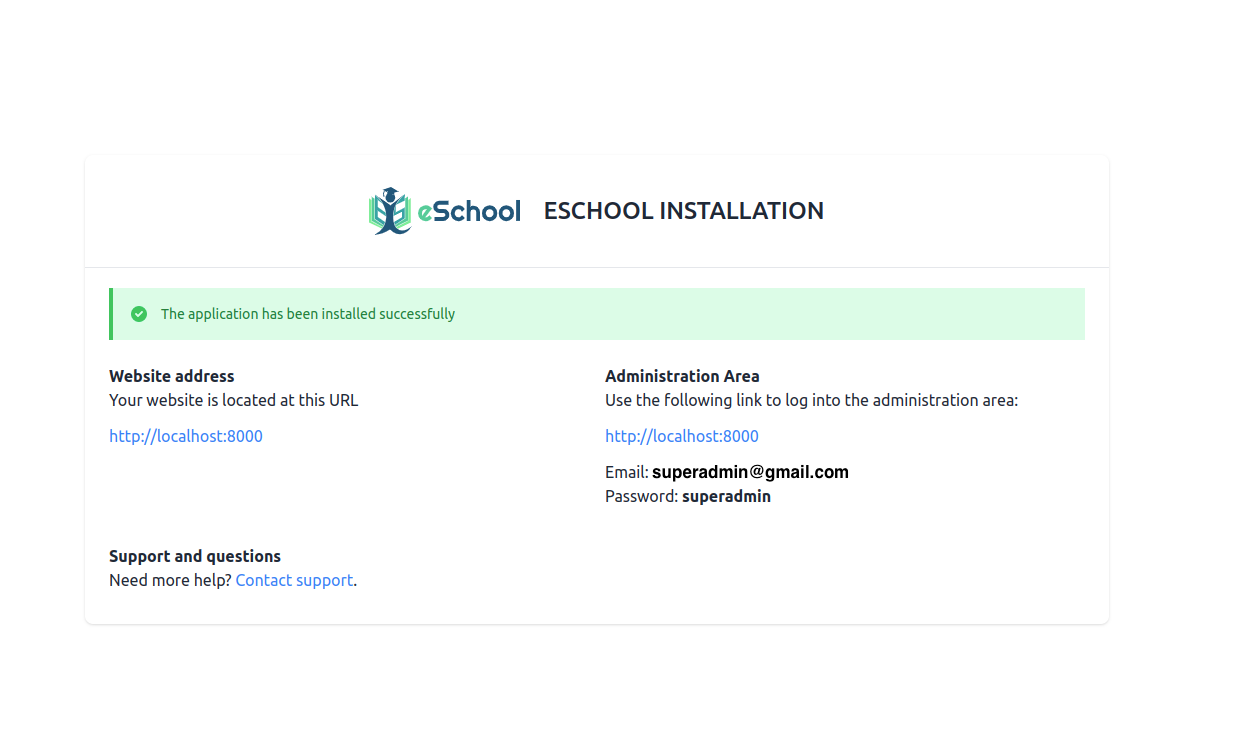 eSchool ESCHOOL INSTALLATION
The application has been installed successfully
Website address
Your website is located at this URL
http://localhost:8000
Administration Area
Use the following link to log into the administration area:
http://localhost:8000
Email: superadmin@gmail.com
Password: superadmin
Support and questions
Need more help? Contact support.